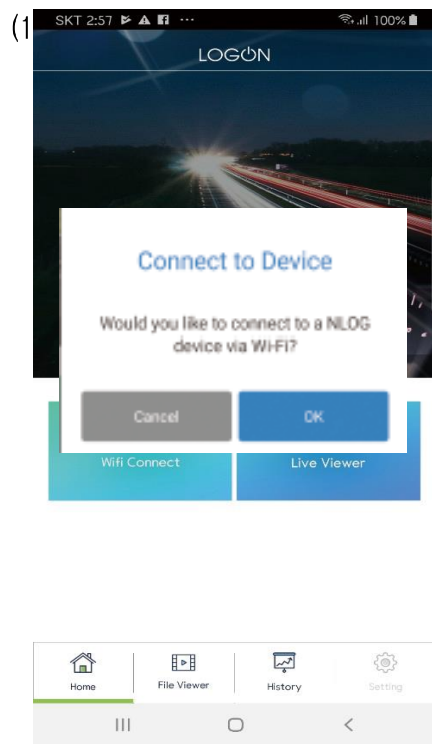 (1
SKT 2:57 100%
LOGON
Connect to Device
Would you like to connect to a NLOG
device via Wi-Fi?
Cancel OK
Wifi Connect Live Viewer
Home File Viewer History Setting